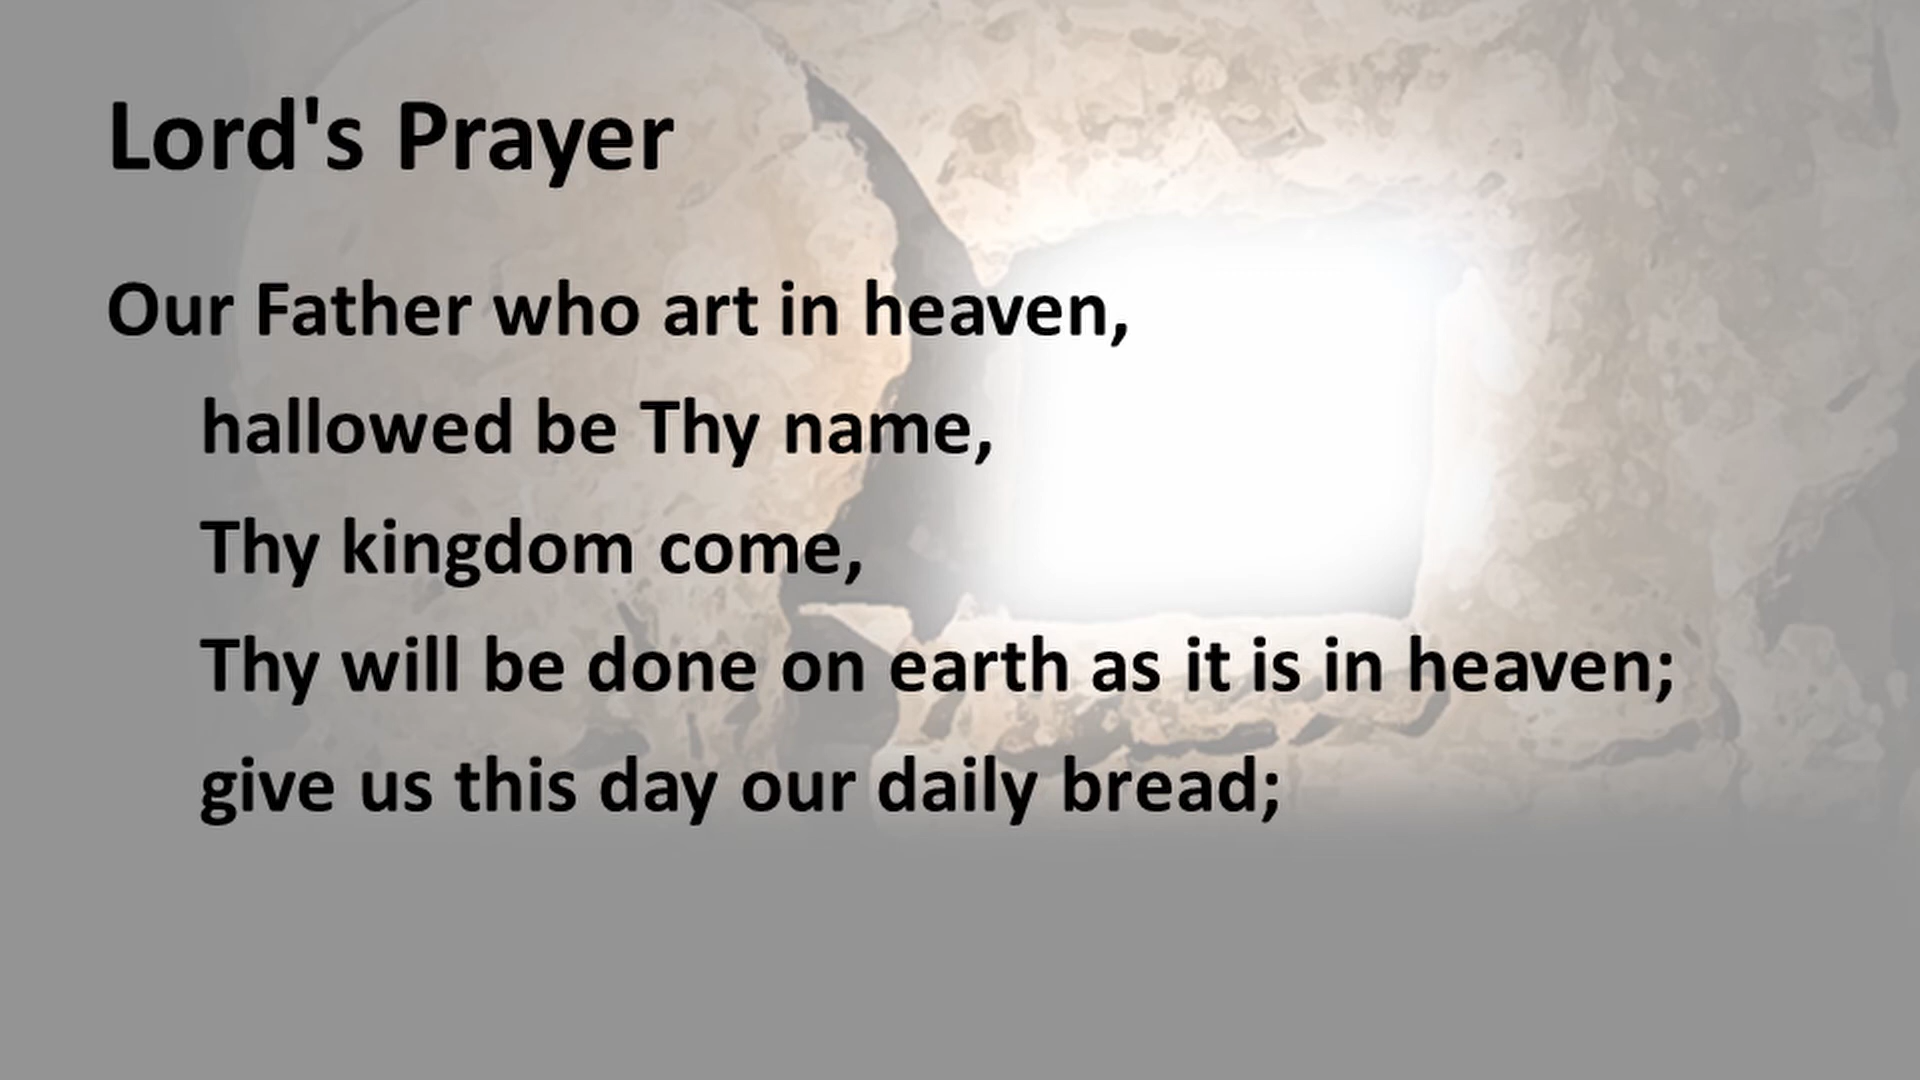 Lord's Prayer
Our Father who art in heaven,
hallowed be Thy name,
Thy kingdom come,
Thy will be done on earth as it is in heaven;
give us this day our daily bread;